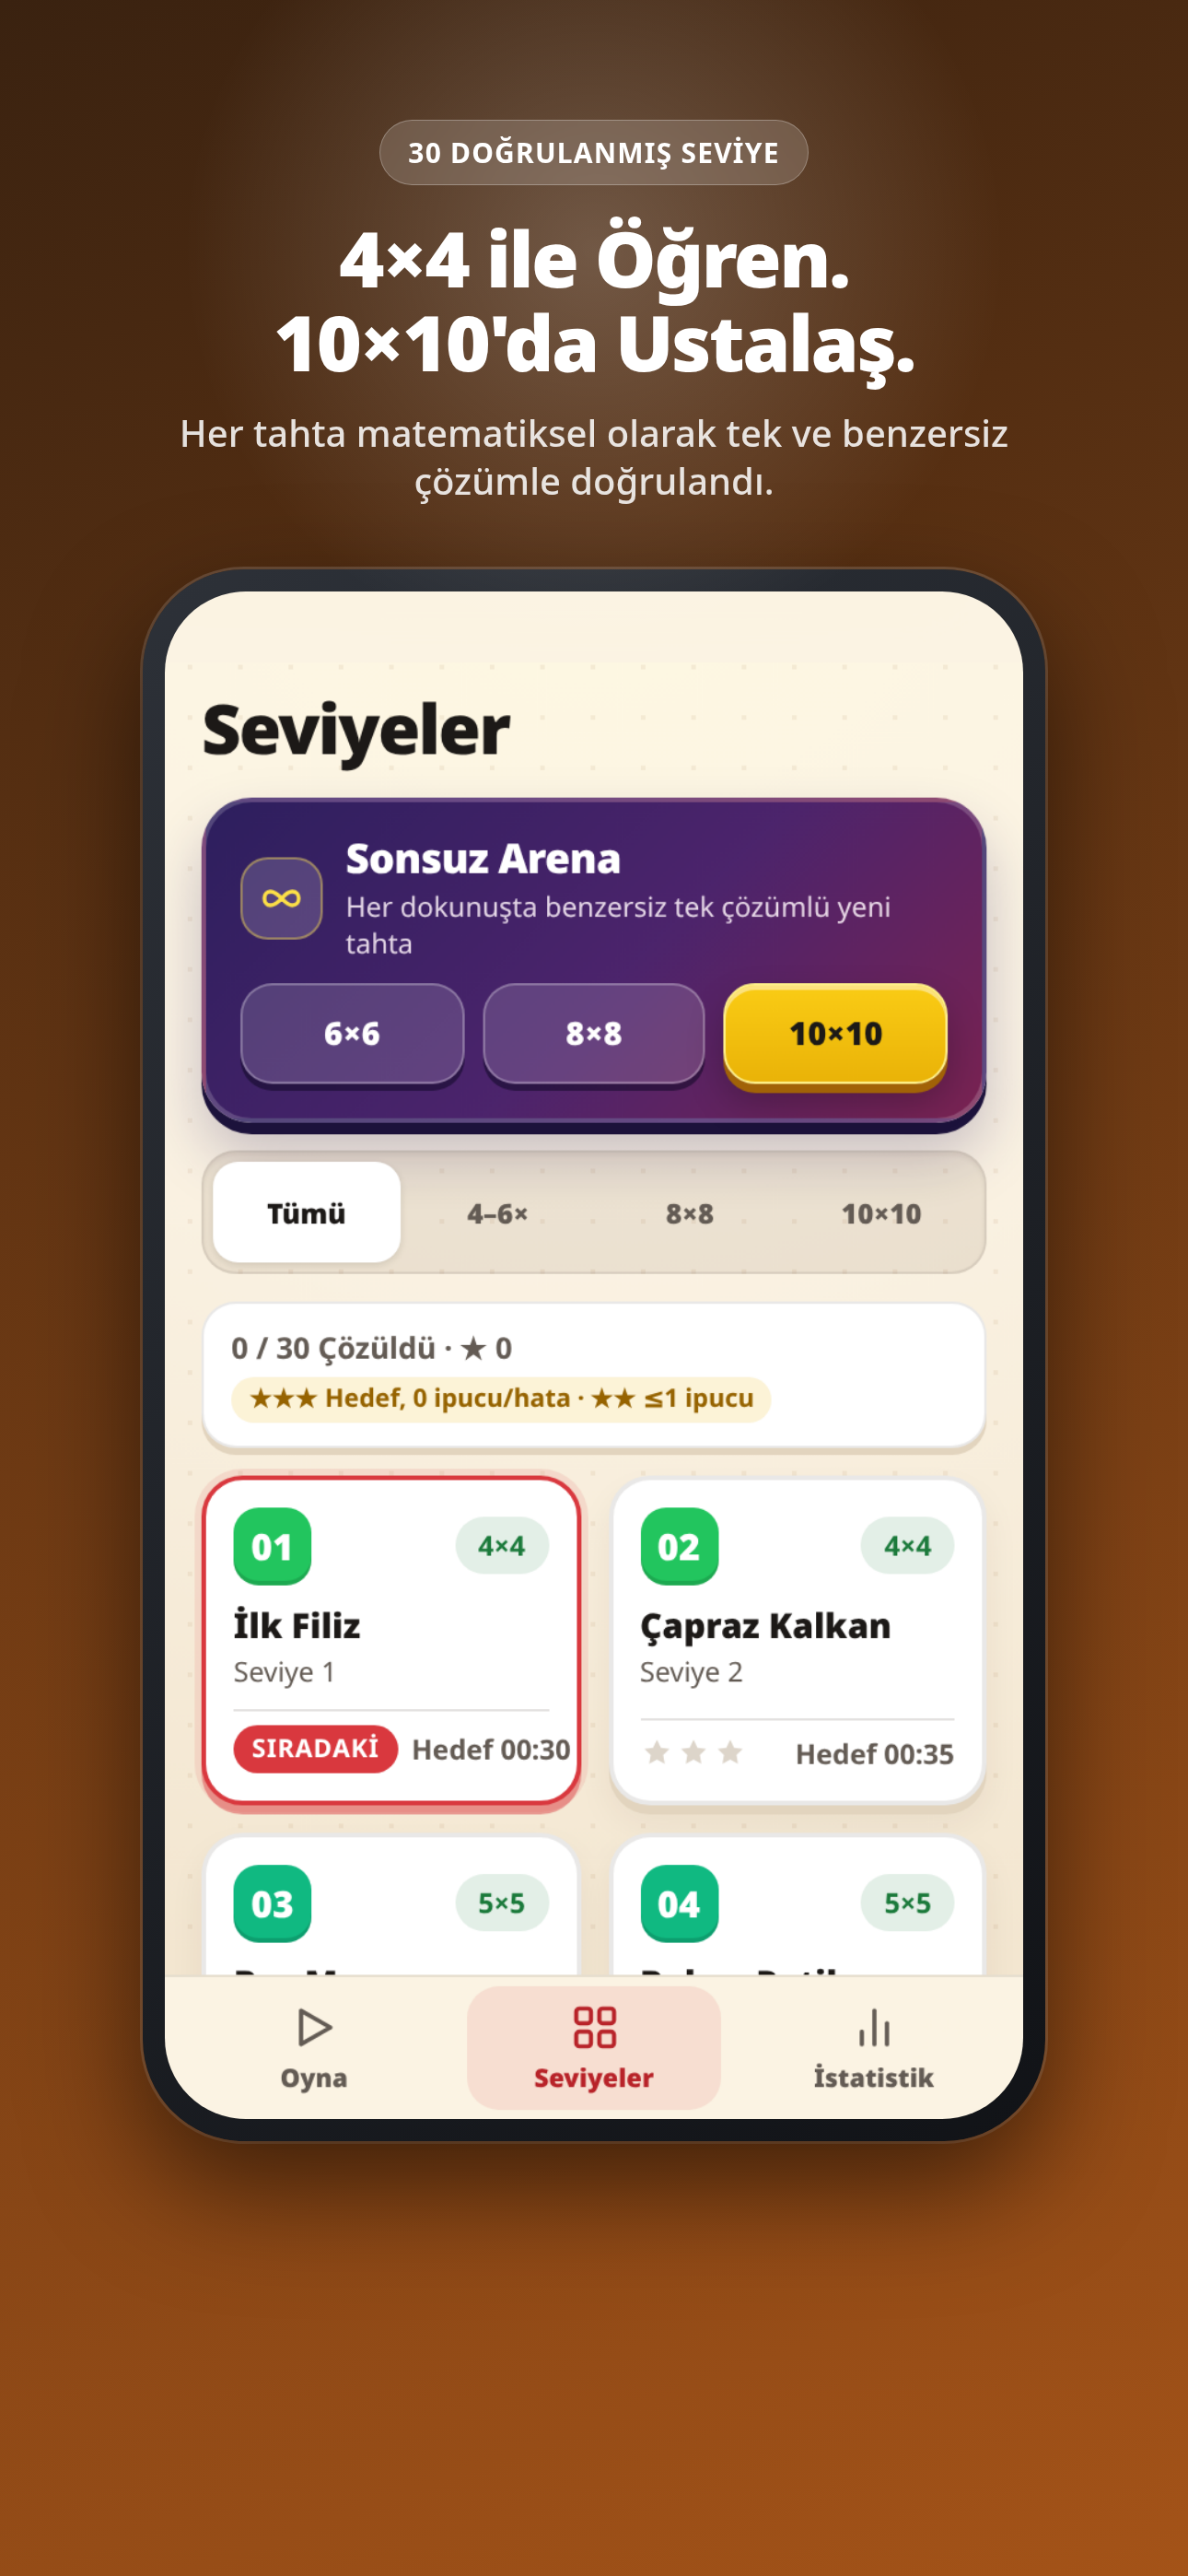 30 DOĞRULANMIŞ SEVİYE
4×4 ile Öğren.
10×10'da Ustalaş.
Her tahta matematiksel olarak tek ve benzersiz
çözümle doğrulandı.
Seviyeler
∞
Sonsuz Arena
Her dokunuşta benzersiz tek çözümlü yeni
tahta
6×6 8×8 10×10
Tümü 4–6× 8×8 10×10
0 / 30 Çözüldü · ★ 0
★★★ Hedef, 0 ipucu/hata · ★★ ≤1 ipucu
01 4×4
İlk Filiz
Seviye 1
SIRADAKİ Hedef 00:30
02 4×4
Çapraz Kalkan
Seviye 2
★★★ Hedef 00:35
03 5×5
04 5×5
Oyna Seviyeler İstatistik